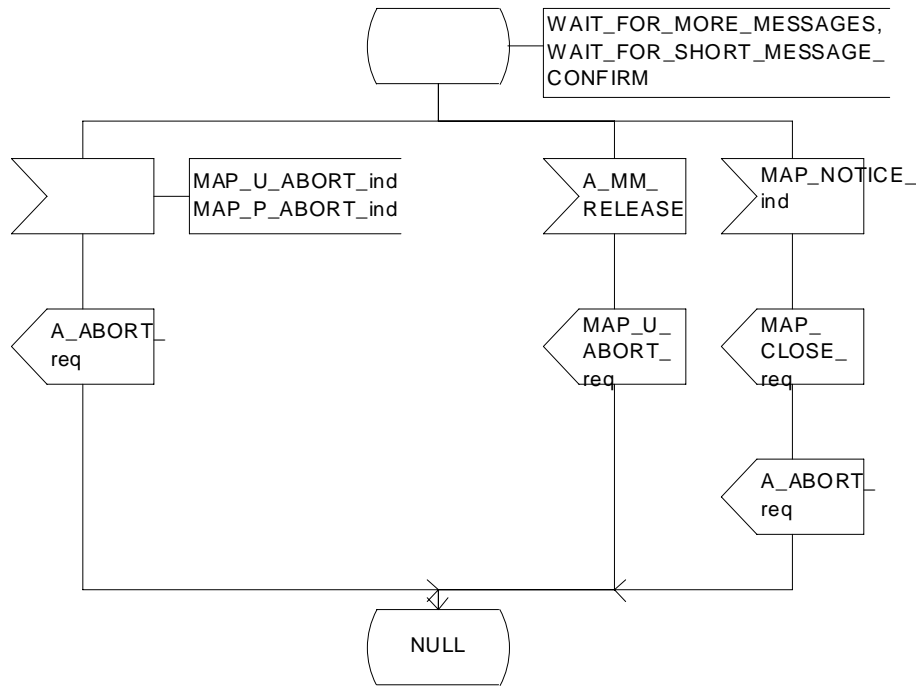 WAIT_FOR_MORE_MESSAGES,
WAIT_FOR_SHORT_MESSAGE_
CONFIRM
MAP_U_ABORT_ind
MAP_P_ABORT_ind
A_MM_
RELEASE
MAP_NOTICE_
ind
A_ABORT_
req
MAP_U_
ABORT_
req
MAP_
CLOSE_
req
A_ABORT_
req
NULL